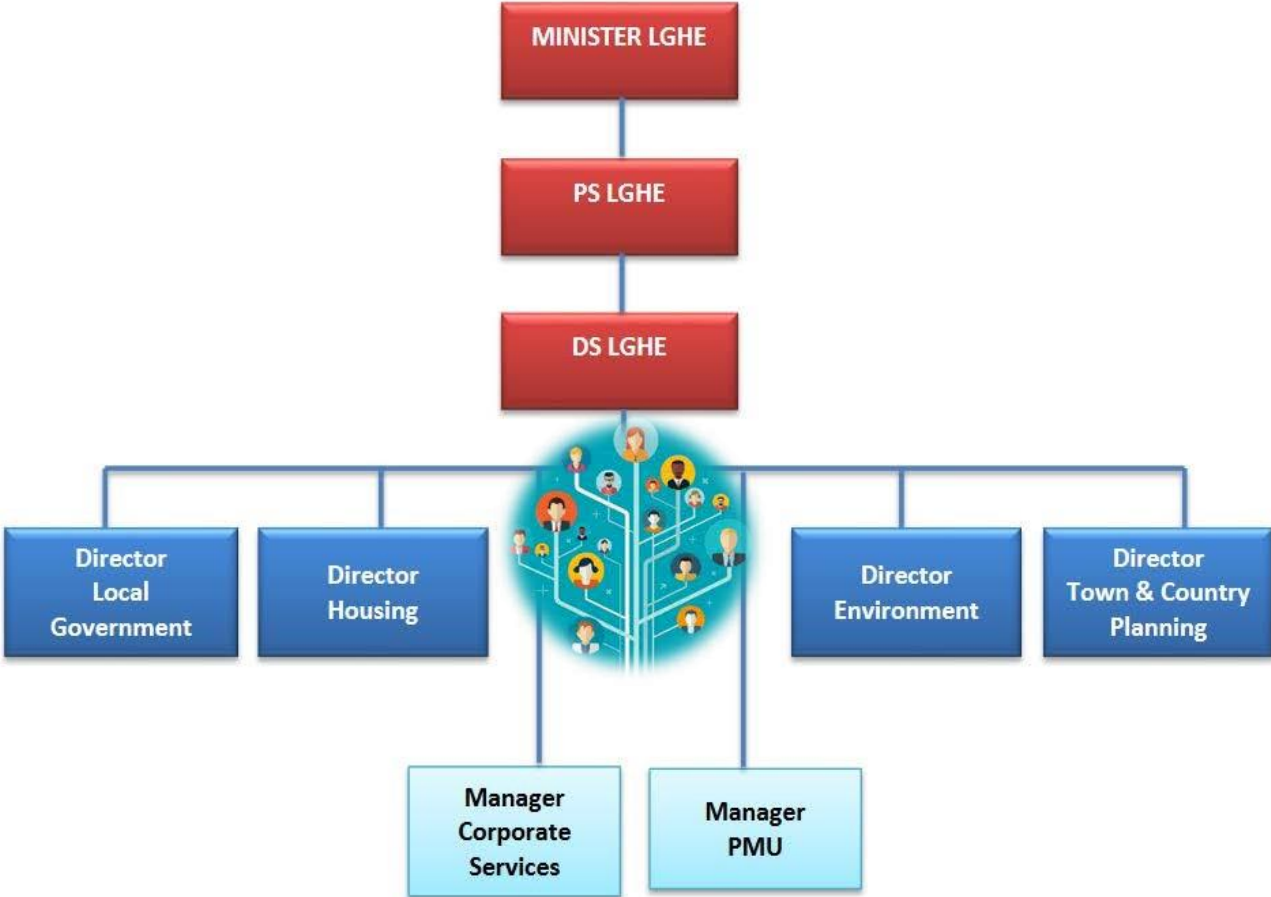 MINISTER LGHE
PS LGHE
DS LGHE
Director
Local
Government
Director
Housing
Director
Environment
Director
Town & Country
Planning
Manager
Corporate
Services
Manager
PMU